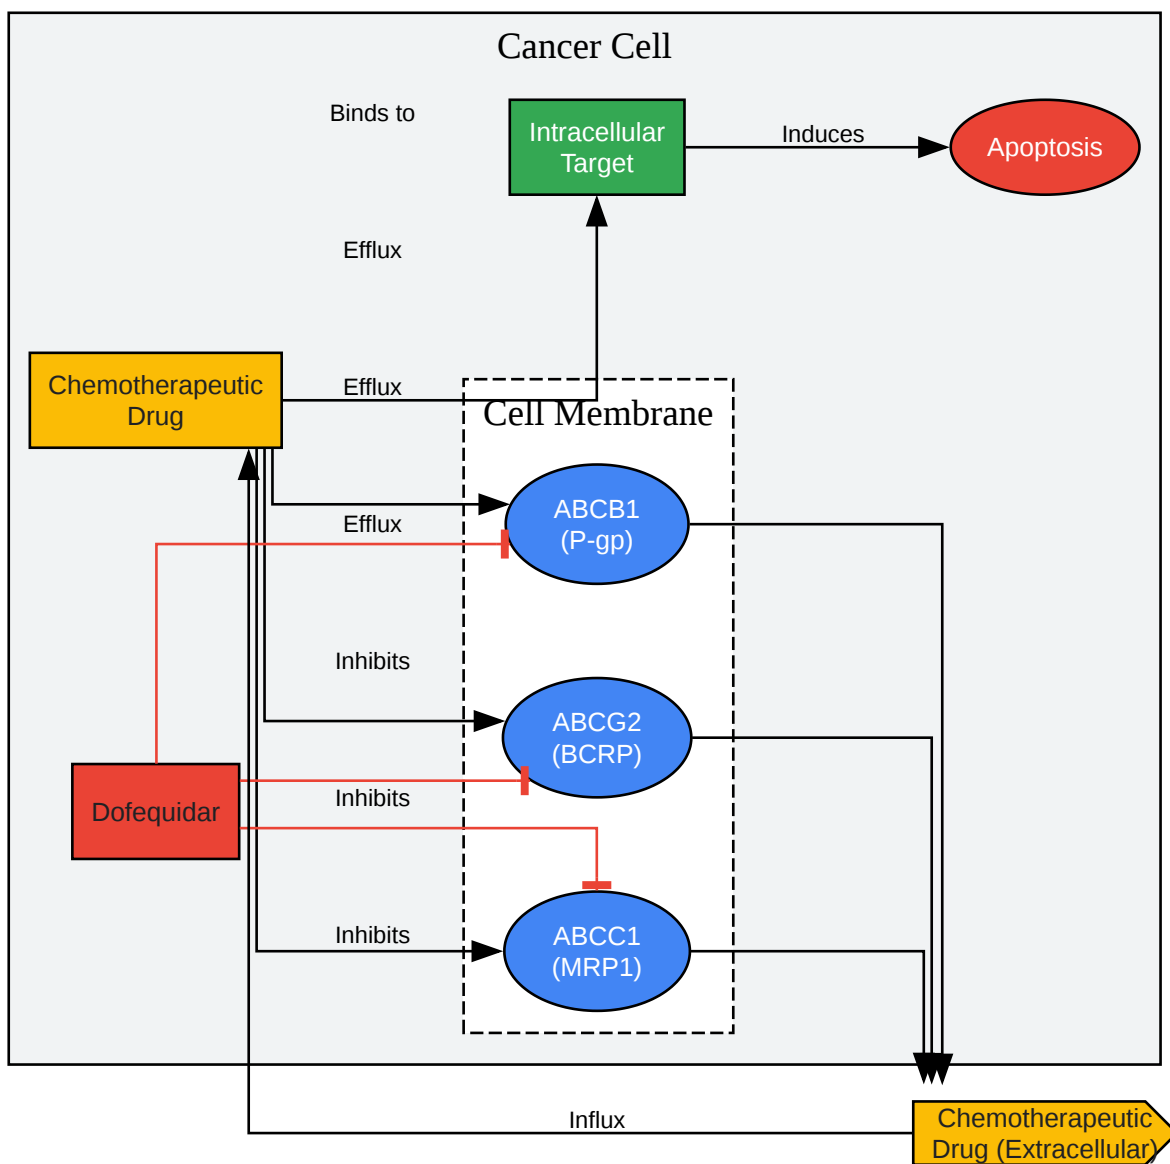 Cancer Cell
Binds to
Intracellular
Target
Induces
Apoptosis
Efflux
Chemotherapeutic
Drug
Efflux
Cell Membrane
ABCB1
(P-gp)
Efflux
Inhibits
ABCG2
(BCRP)
Dofequidar
Inhibits
Inhibits
ABCC1
(MRP1)
Influx
Chemotherapeutic
Drug (Extracellular)